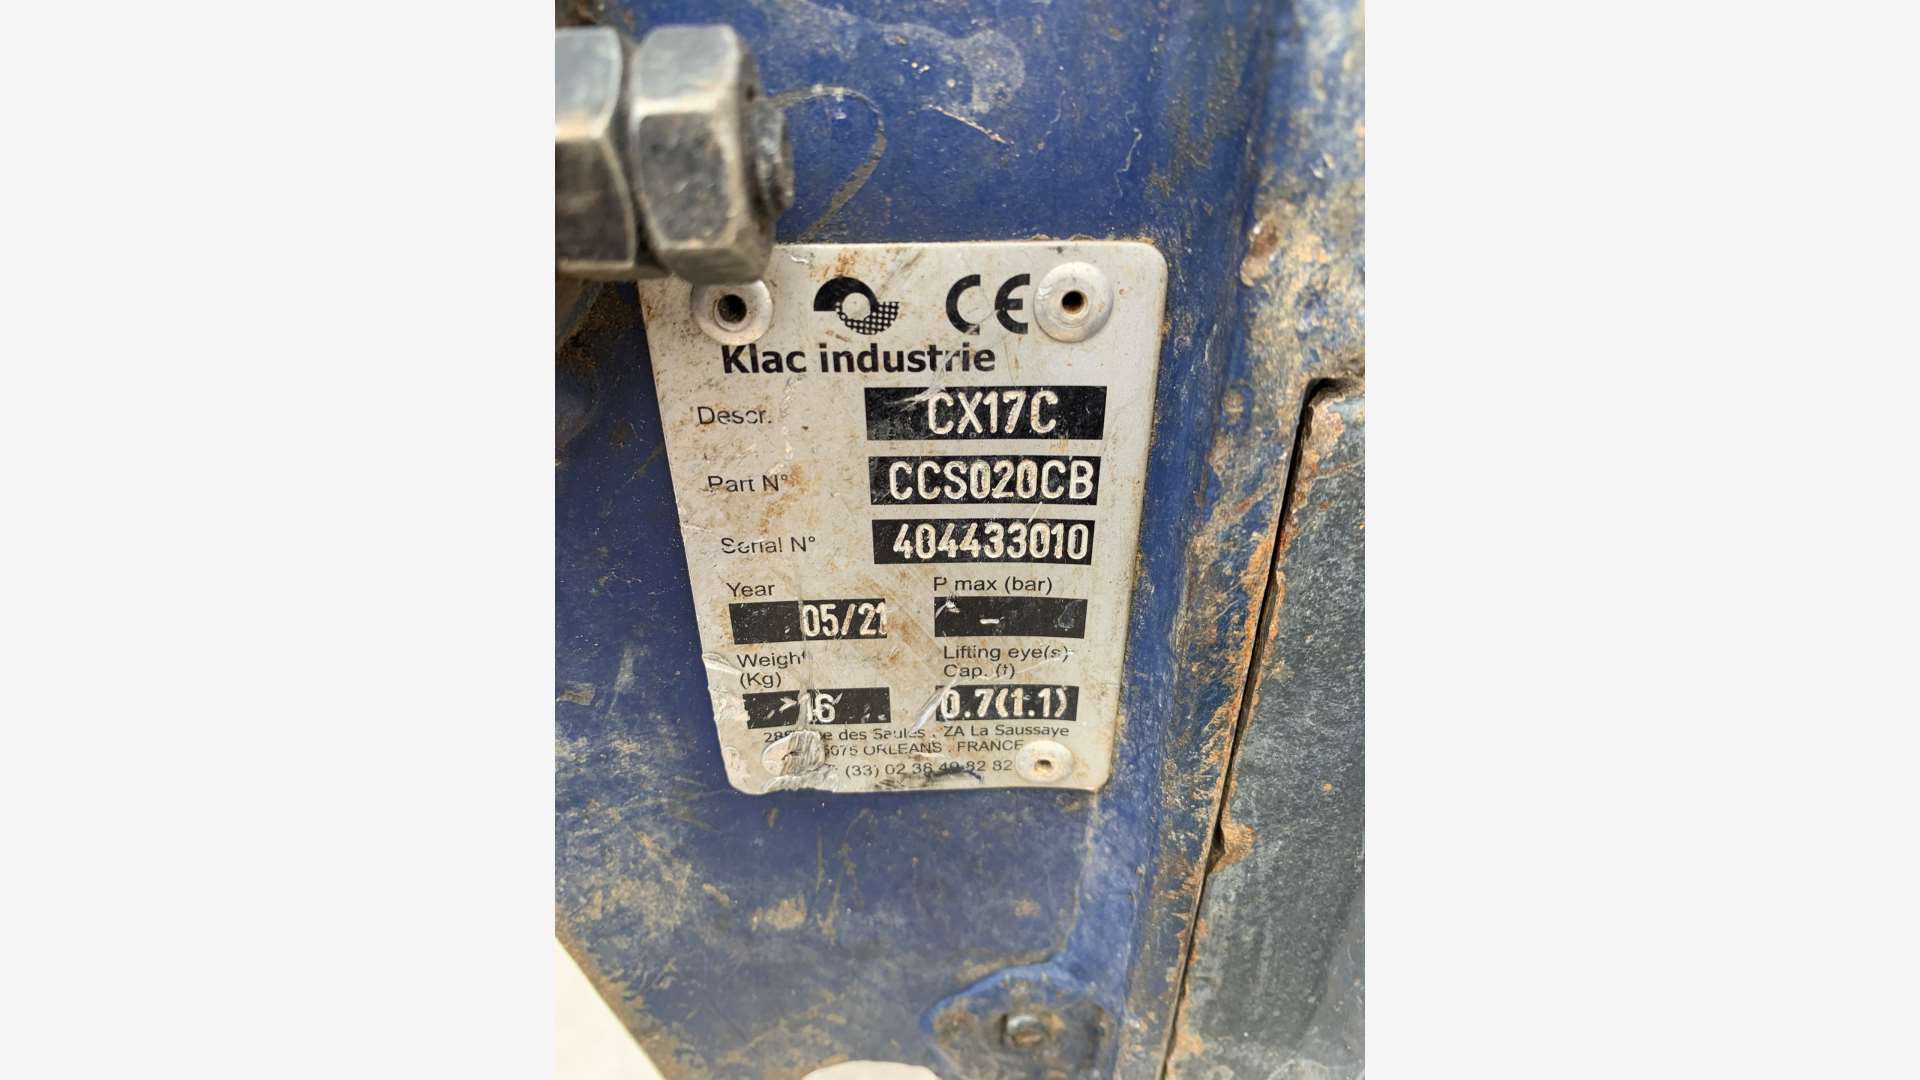 CE
Klac industrie
Descr. CX17C
Part N° CCS020CB
Serial N° 404433010
Year P max (bar)
05/21 -
Weight Lifting eye(s)
(Kg) Cap. (t)
16 0.7(1.1)
des Saules . ZA La Saussaye
ORLEANS . FRANCE
(33) 02 38 49 82 82